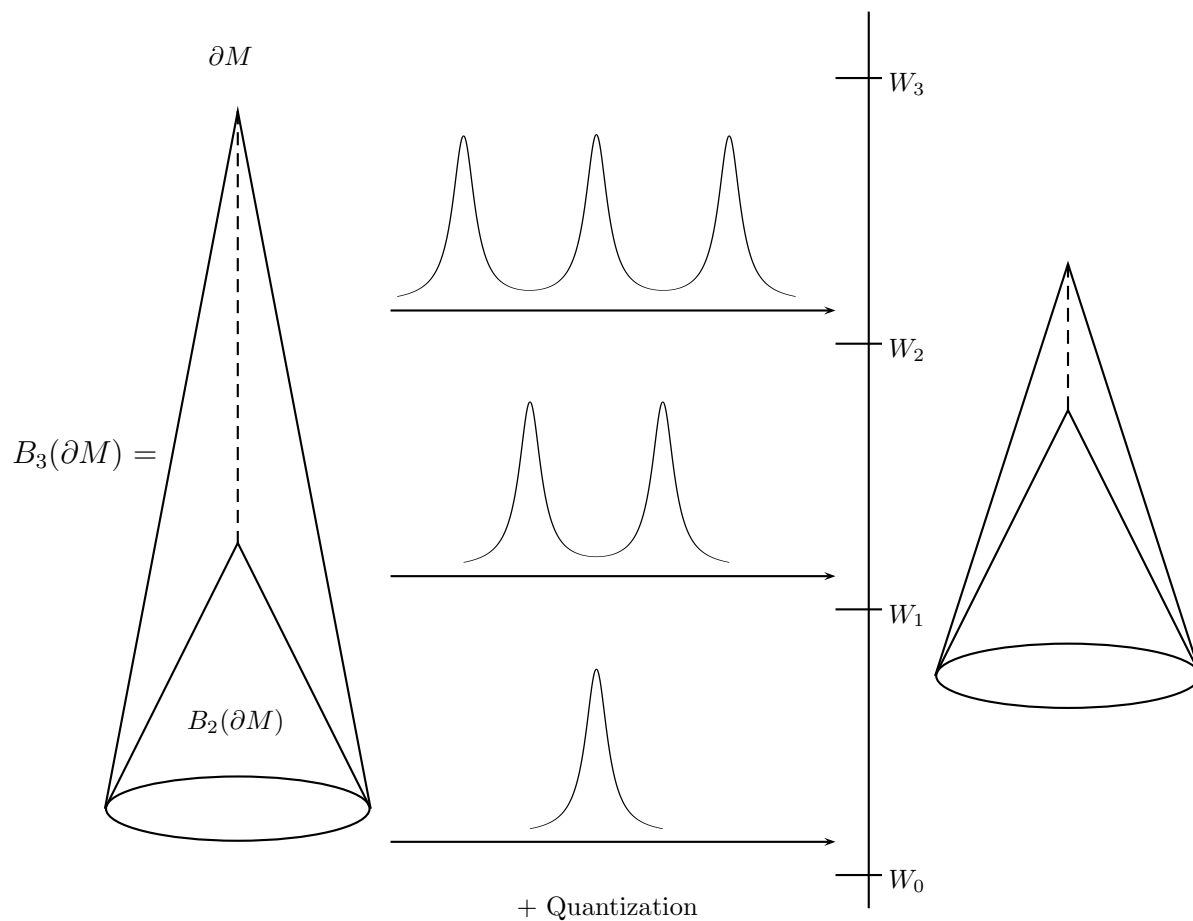 ∂M
W₃
W₂
B₃(∂M) =
W₁
B₂(∂M)
W₀
+ Quantization